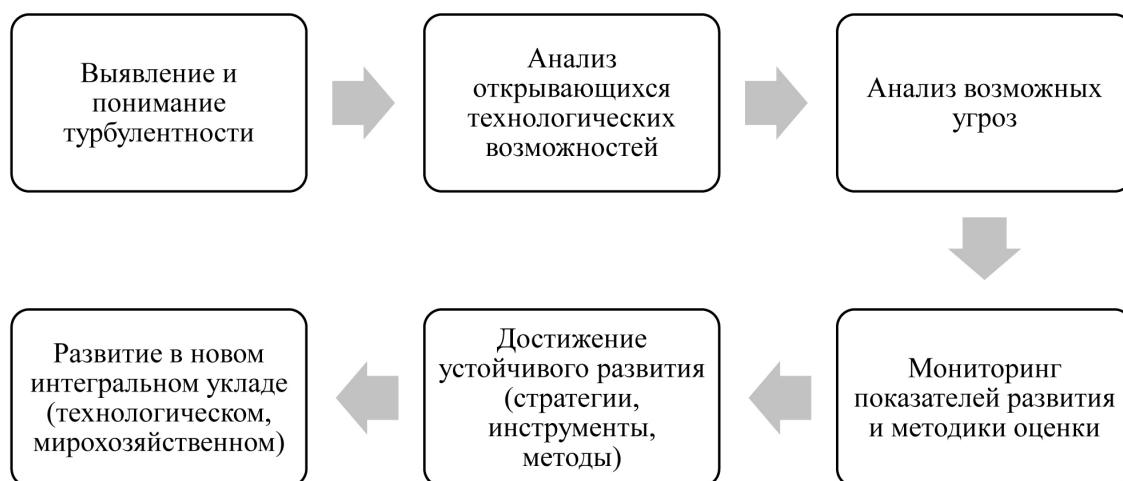 Выявление и
понимание
турбулентности
Анализ
открывающихся
технологических
возможностей
Анализ возможных
угроз
Мониторинг
показателей развития
и методики оценки
Достижение
устойчивого развития
(стратегии,
инструменты,
методы)
Развитие в новом
интегральном укладе
(технологическом,
мирохозяйственном)